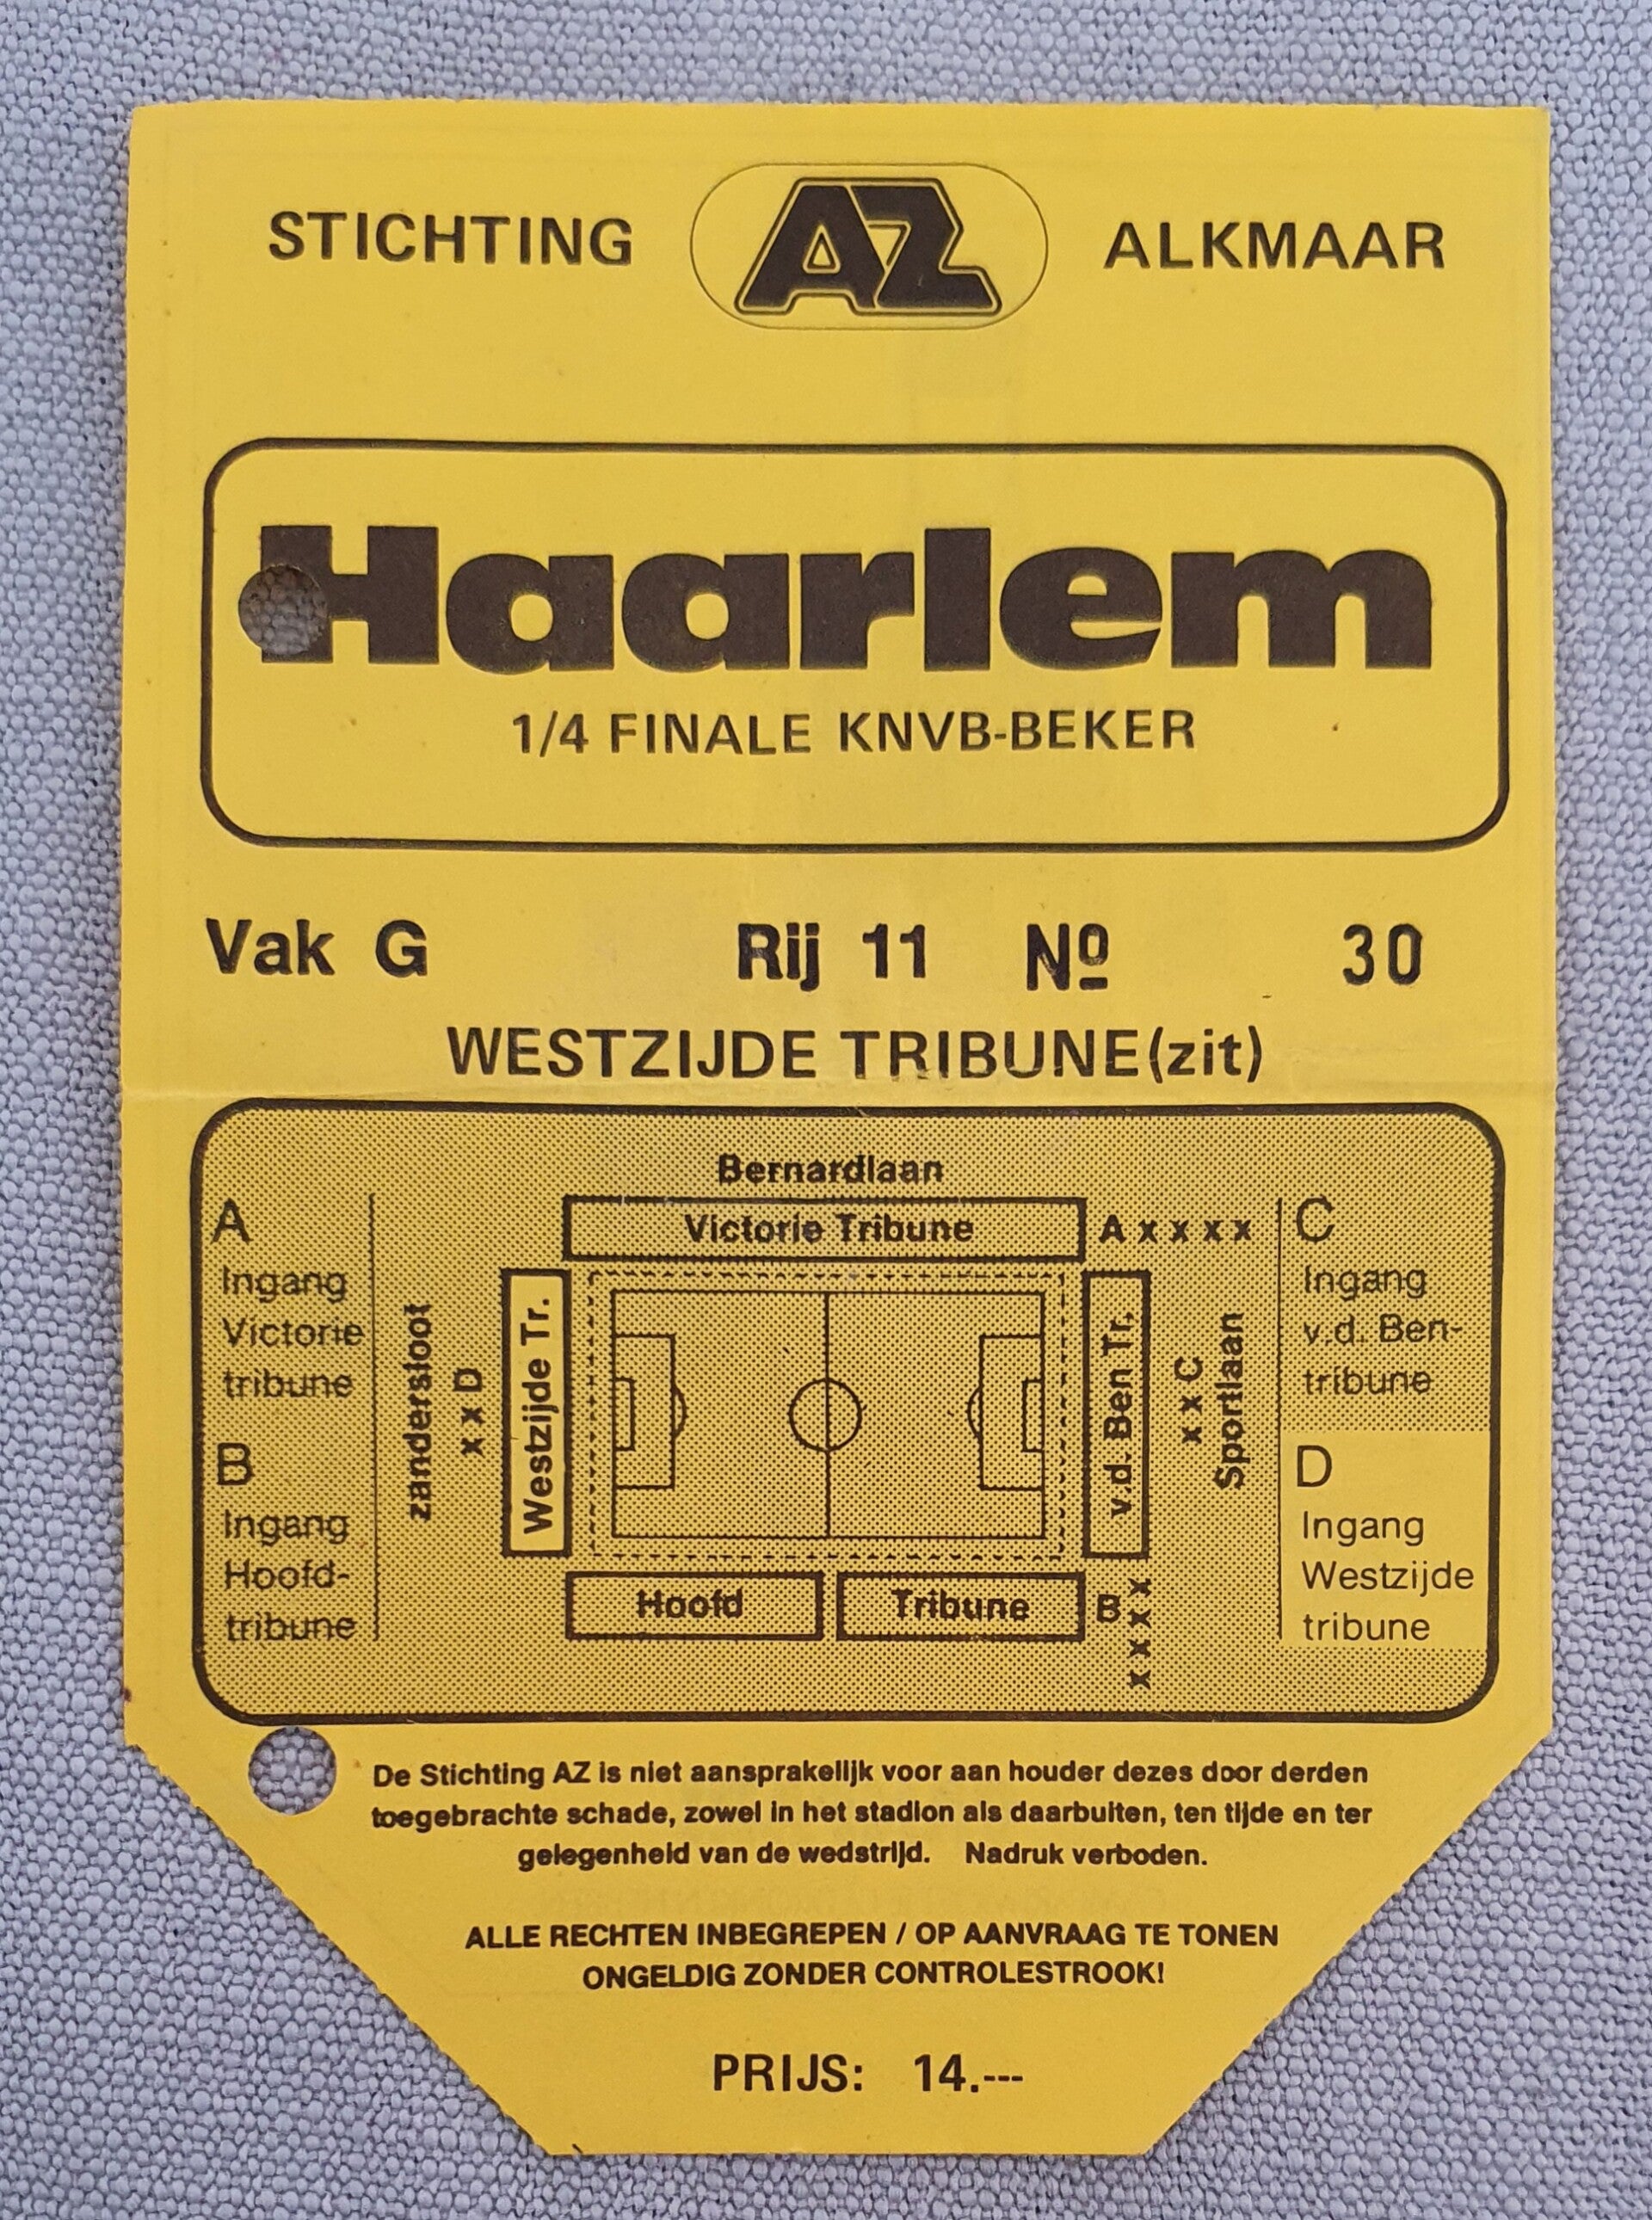 STICHTING AZ ALKMAAR
Haarlem
1/4 FINALE KNVB-BEKER
Vak G Rij 11 Nº 30
WESTZIJDE TRIBUNE(zit)
Bernardlaan
Victorie Tribune
A x x x x
A
Ingang
Victorie
tribune
B
Ingang
Hoofd-
tribune
zandersloot
x x D
Westzijde Tr.
v.d. Ben Tr.
x x C
Sportlaan
Hoofd Tribune
B x x x x
C
Ingang
v.d. Ben-
tribune
D
Ingang
Westzijde
tribune
De Stichting AZ is niet aansprakelijk voor aan houder dezes door derden
toegebrachte schade, zowel in het stadion als daarbuiten, ten tijde en ter
gelegenheid van de wedstrijd. Nadruk verboden.
ALLE RECHTEN INBEGREPEN / OP AANVRAAG TE TONEN
ONGELDIG ZONDER CONTROLESTROOK!
PRIJS: 14.---